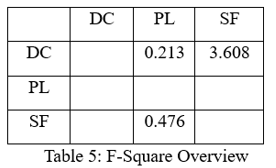 DC PL SF
DC 0.213 3.608
PL
SF 0.476
Table 5: F-Square Overview